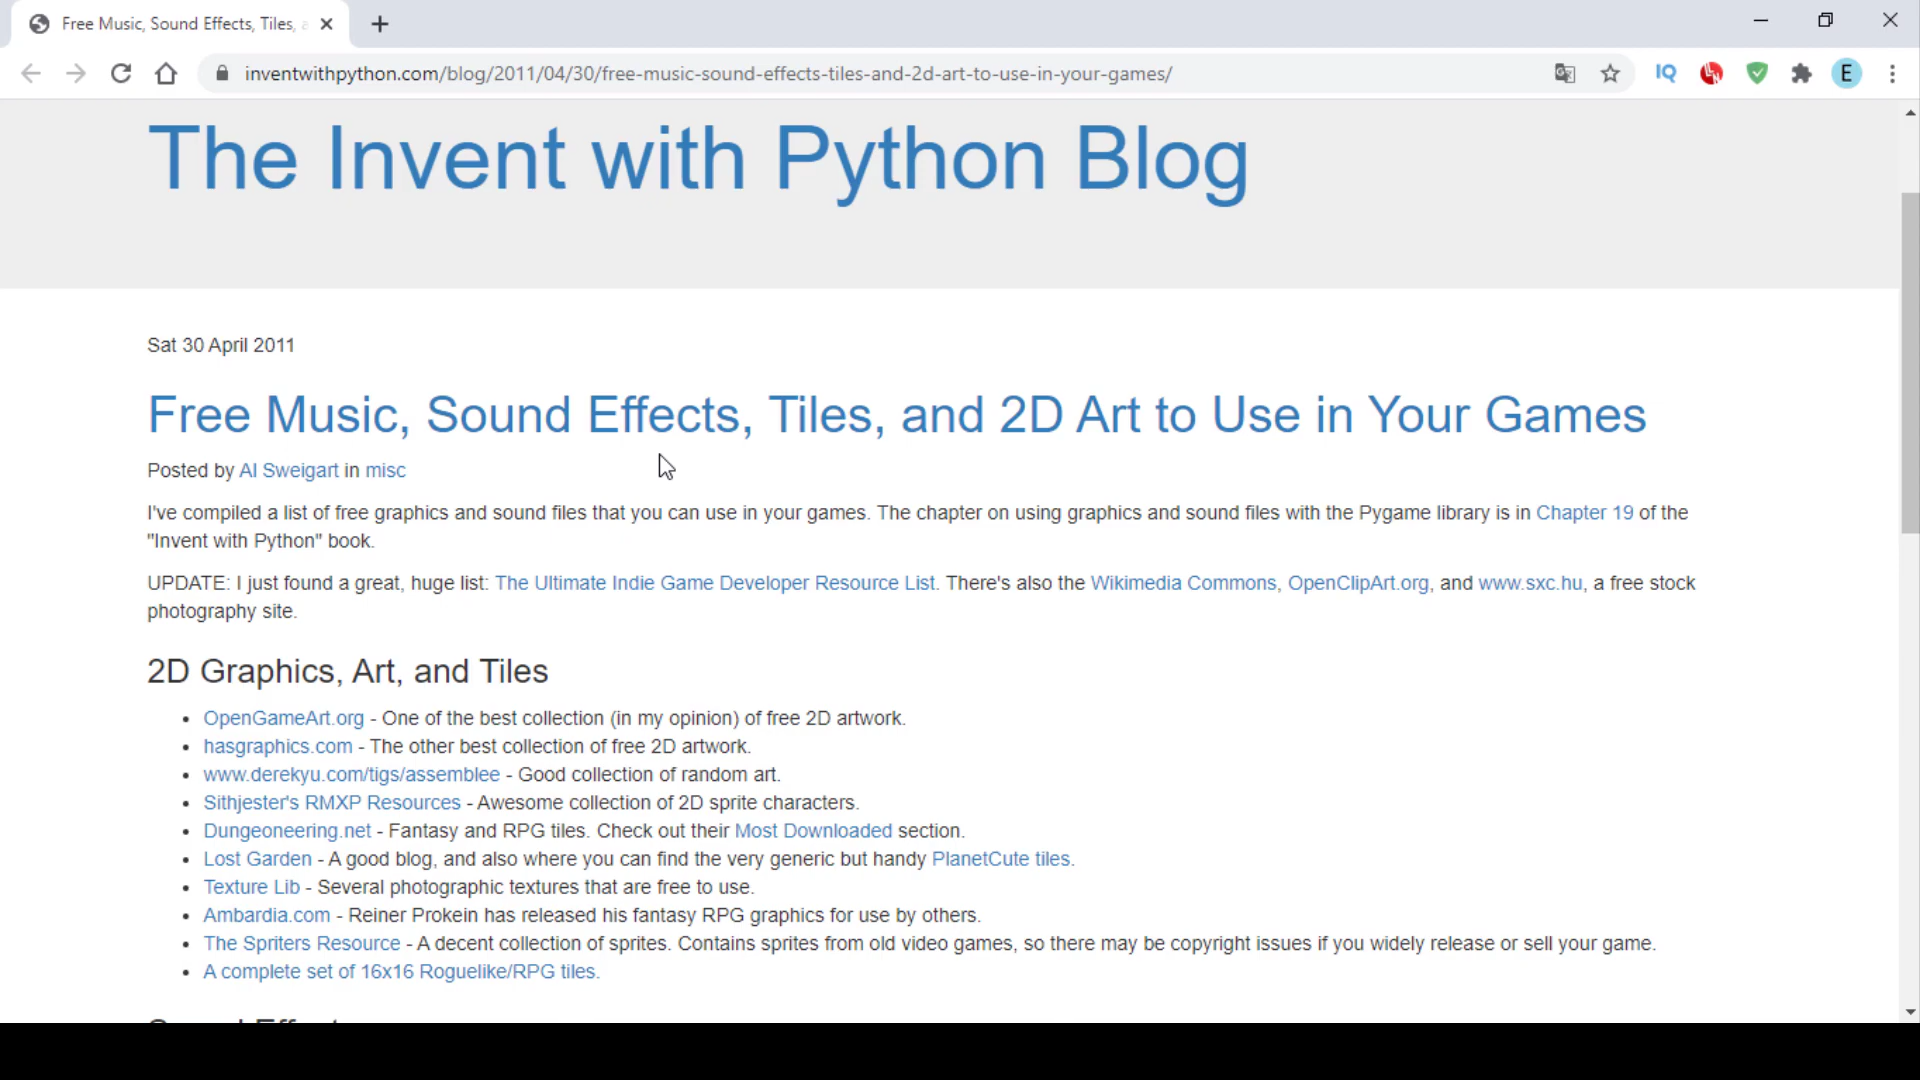 Free Music, Sound Effects, Tiles,
inventwithpython.com/blog/2011/04/30/free-music-sound-effects-tiles-and-2d-art-to-use-in-your-games/
IQ
E
The Invent with Python Blog
Sat 30 April 2011
Free Music, Sound Effects, Tiles, and 2D Art to Use in Your Games
Posted by Al Sweigart in misc
I've compiled a list of free graphics and sound files that you can use in your games. The chapter on using graphics and sound files with the Pygame library is in Chapter 19 of the
"Invent with Python" book.
UPDATE: I just found a great, huge list: The Ultimate Indie Game Developer Resource List. There's also the Wikimedia Commons, OpenClipArt.org, and www.sxc.hu, a free stock
photography site.
2D Graphics, Art, and Tiles
• OpenGameArt.org - One of the best collection (in my opinion) of free 2D artwork.
• hasgraphics.com - The other best collection of free 2D artwork.
• www.derekyu.com/tigs/assemblee - Good collection of random art.
• Sithjester's RMXP Resources - Awesome collection of 2D sprite characters.
• Dungeoneering.net - Fantasy and RPG tiles. Check out their Most Downloaded section.
• Lost Garden - A good blog, and also where you can find the very generic but handy PlanetCute tiles.
• Texture Lib - Several photographic textures that are free to use.
• Ambardia.com - Reiner Prokein has released his fantasy RPG graphics for use by others.
• The Spriters Resource - A decent collection of sprites. Contains sprites from old video games, so there may be copyright issues if you widely release or sell your game.
• A complete set of 16x16 Roguelike/RPG tiles.